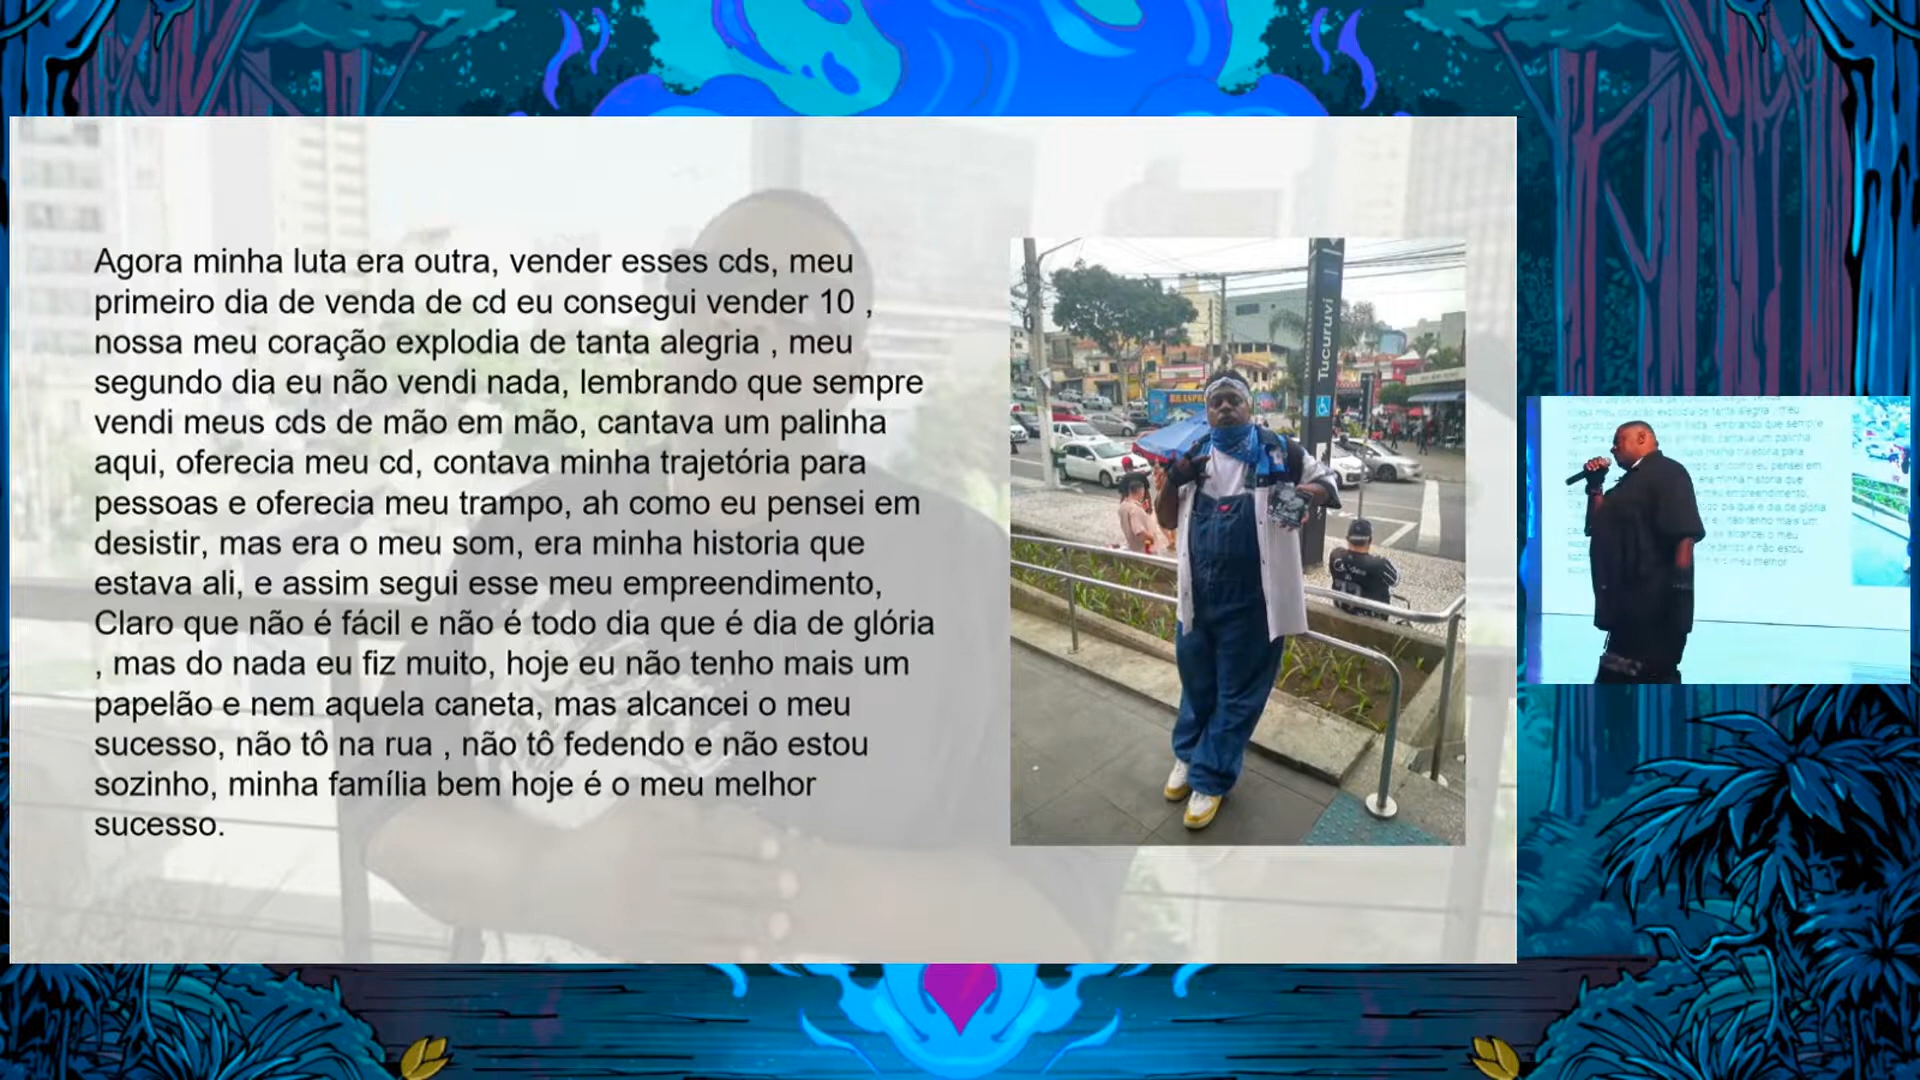 Agora minha luta era outra, vender esses cds, meu
primeiro dia de venda de cd eu consegui vender 10 ,
nossa meu coração explodia de tanta alegria , meu
segundo dia eu não vendi nada, lembrando que sempre
vendi meus cds de mão em mão, cantava um palinha
aqui, oferecia meu cd, contava minha trajetória para
pessoas e oferecia meu trampo, ah como eu pensei em
desistir, mas era o meu som, era minha historia que
estava ali, e assim segui esse meu empreendimento,
Claro que não é fácil e não é todo dia que é dia de glória
, mas do nada eu fiz muito, hoje eu não tenho mais um
papelão e nem aquela caneta, mas alcancei o meu
sucesso, não tô na rua , não tô fedendo e não estou
sozinho, minha família bem hoje é o meu melhor
sucesso.
Tucuruvi